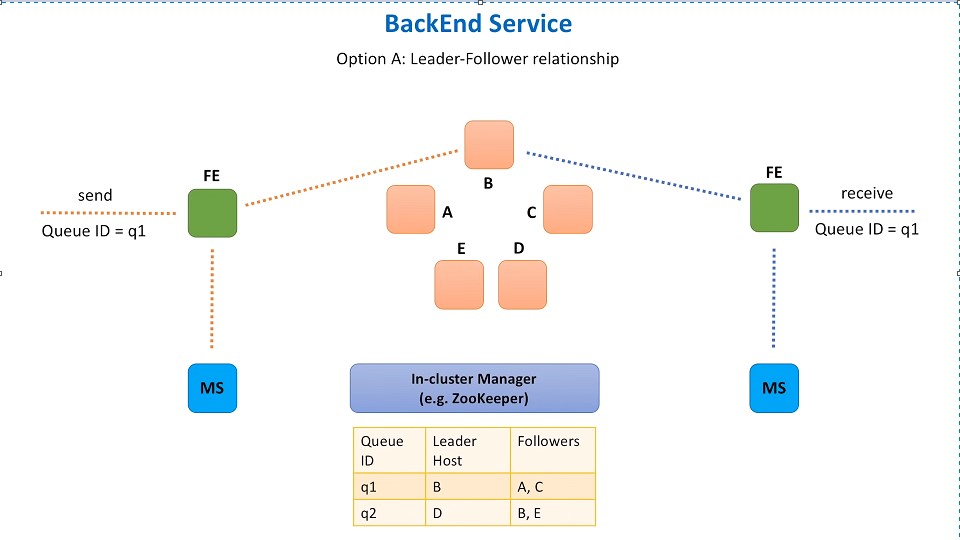 BackEnd Service
Option A: Leader-Follower relationship
FE
send
Queue ID = q1
B
A
C
E
D
FE
receive
Queue ID = q1
MS
In-cluster Manager
(e.g. ZooKeeper)
MS
Queue ID
Leader Host
Followers
q1
B
A, C
q2
D
B, E